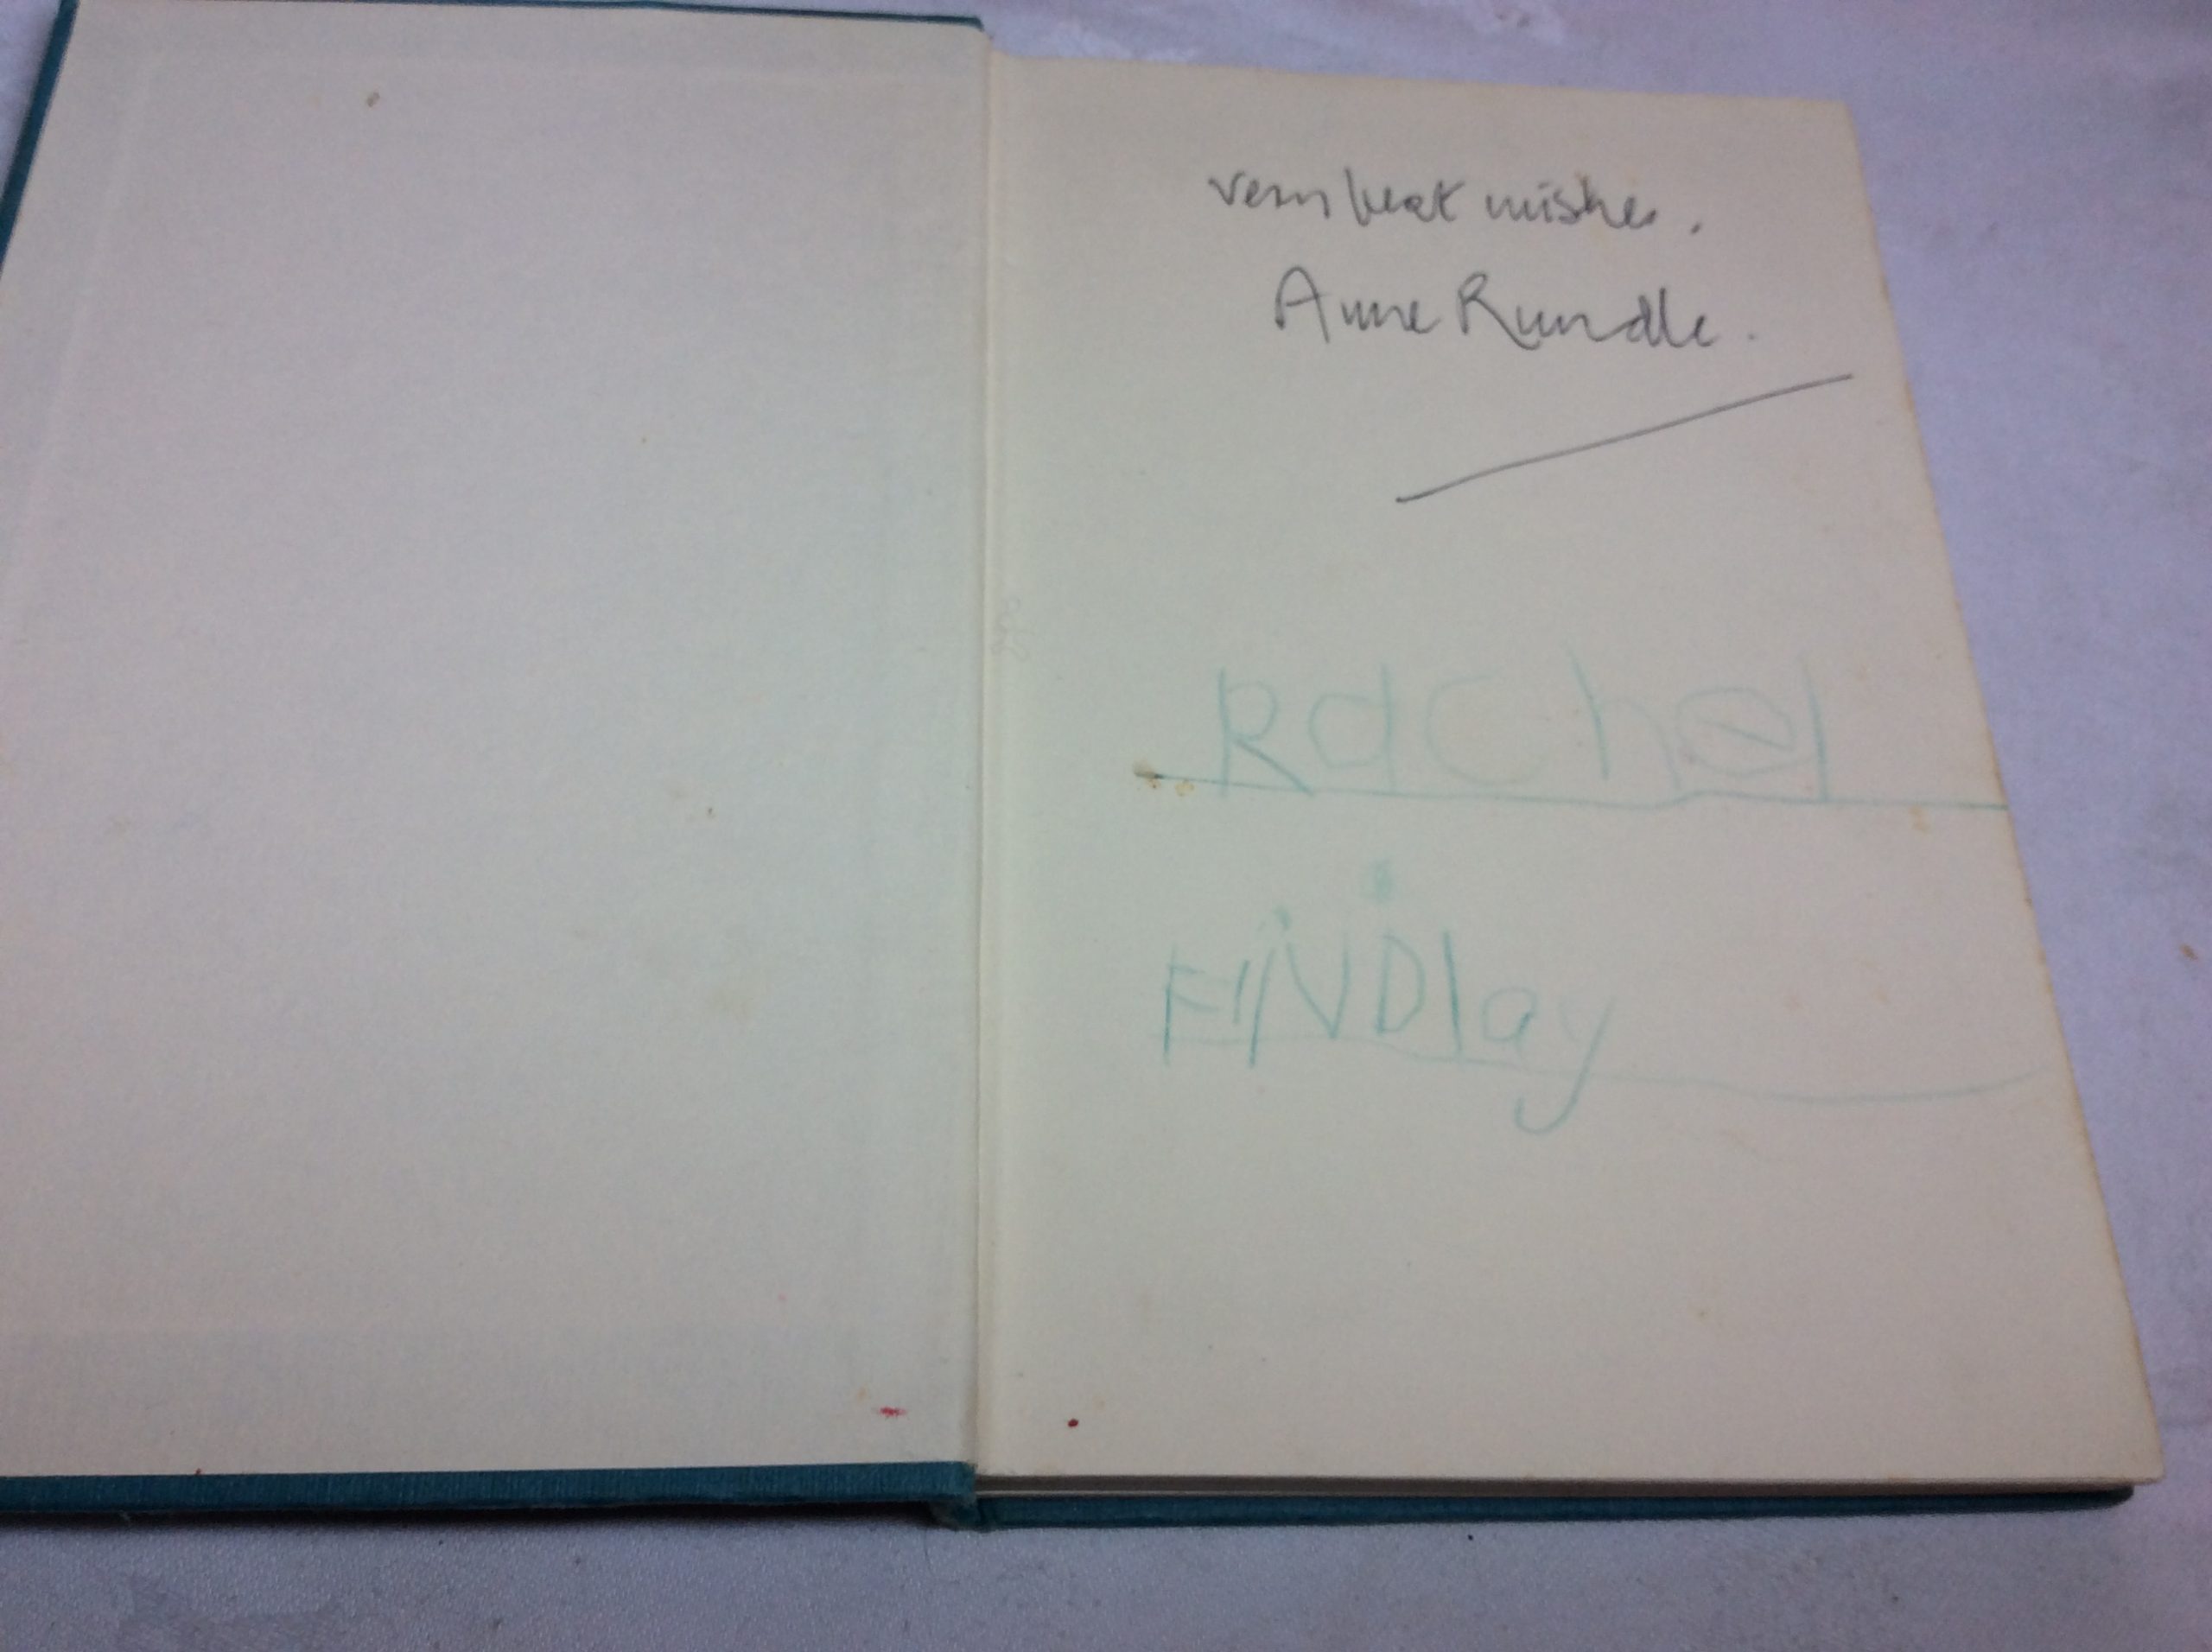 very best wishes.
Anne Rundle.
Rachel
FiNDlay